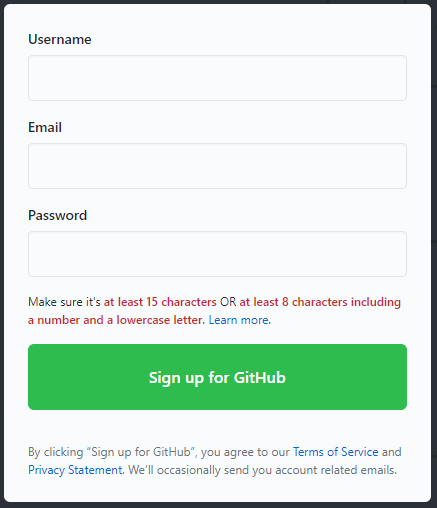 Username
Email
Password
Make sure it's at least 15 characters OR at least 8 characters including
a number and a lowercase letter. Learn more.
Sign up for GitHub
By clicking “Sign up for GitHub”, you agree to our Terms of Service and
Privacy Statement. We’ll occasionally send you account related emails.